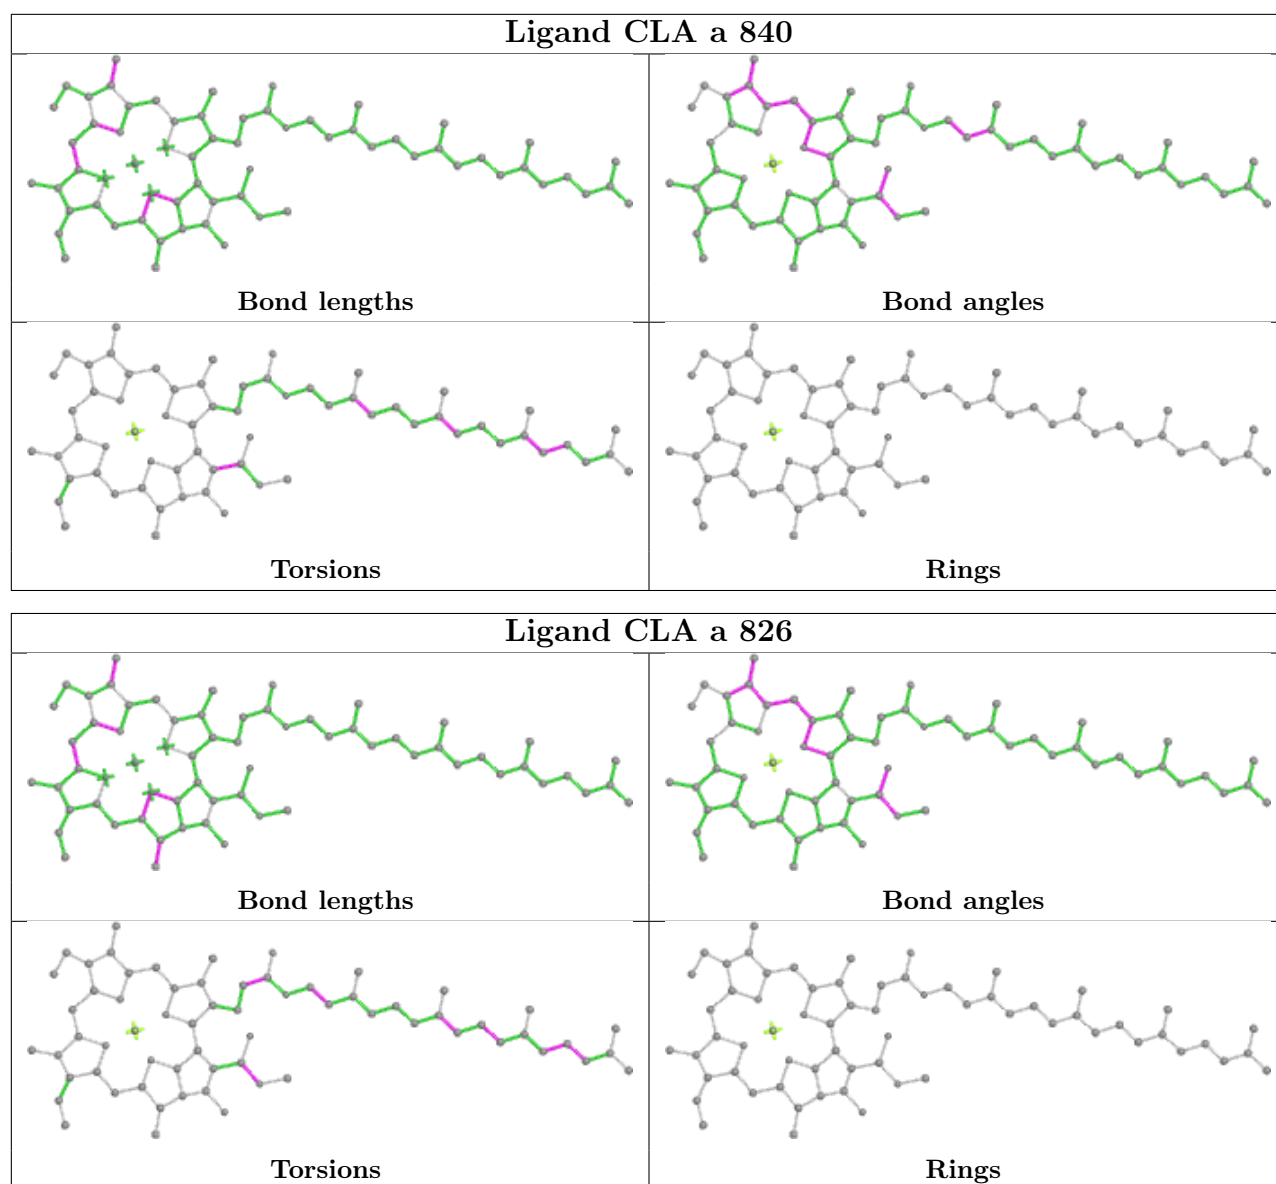 Ligand CLA a 840
Bond lengths
Bond angles
Torsions
Rings
Ligand CLA a 826
Bond lengths
Bond angles
Torsions
Rings